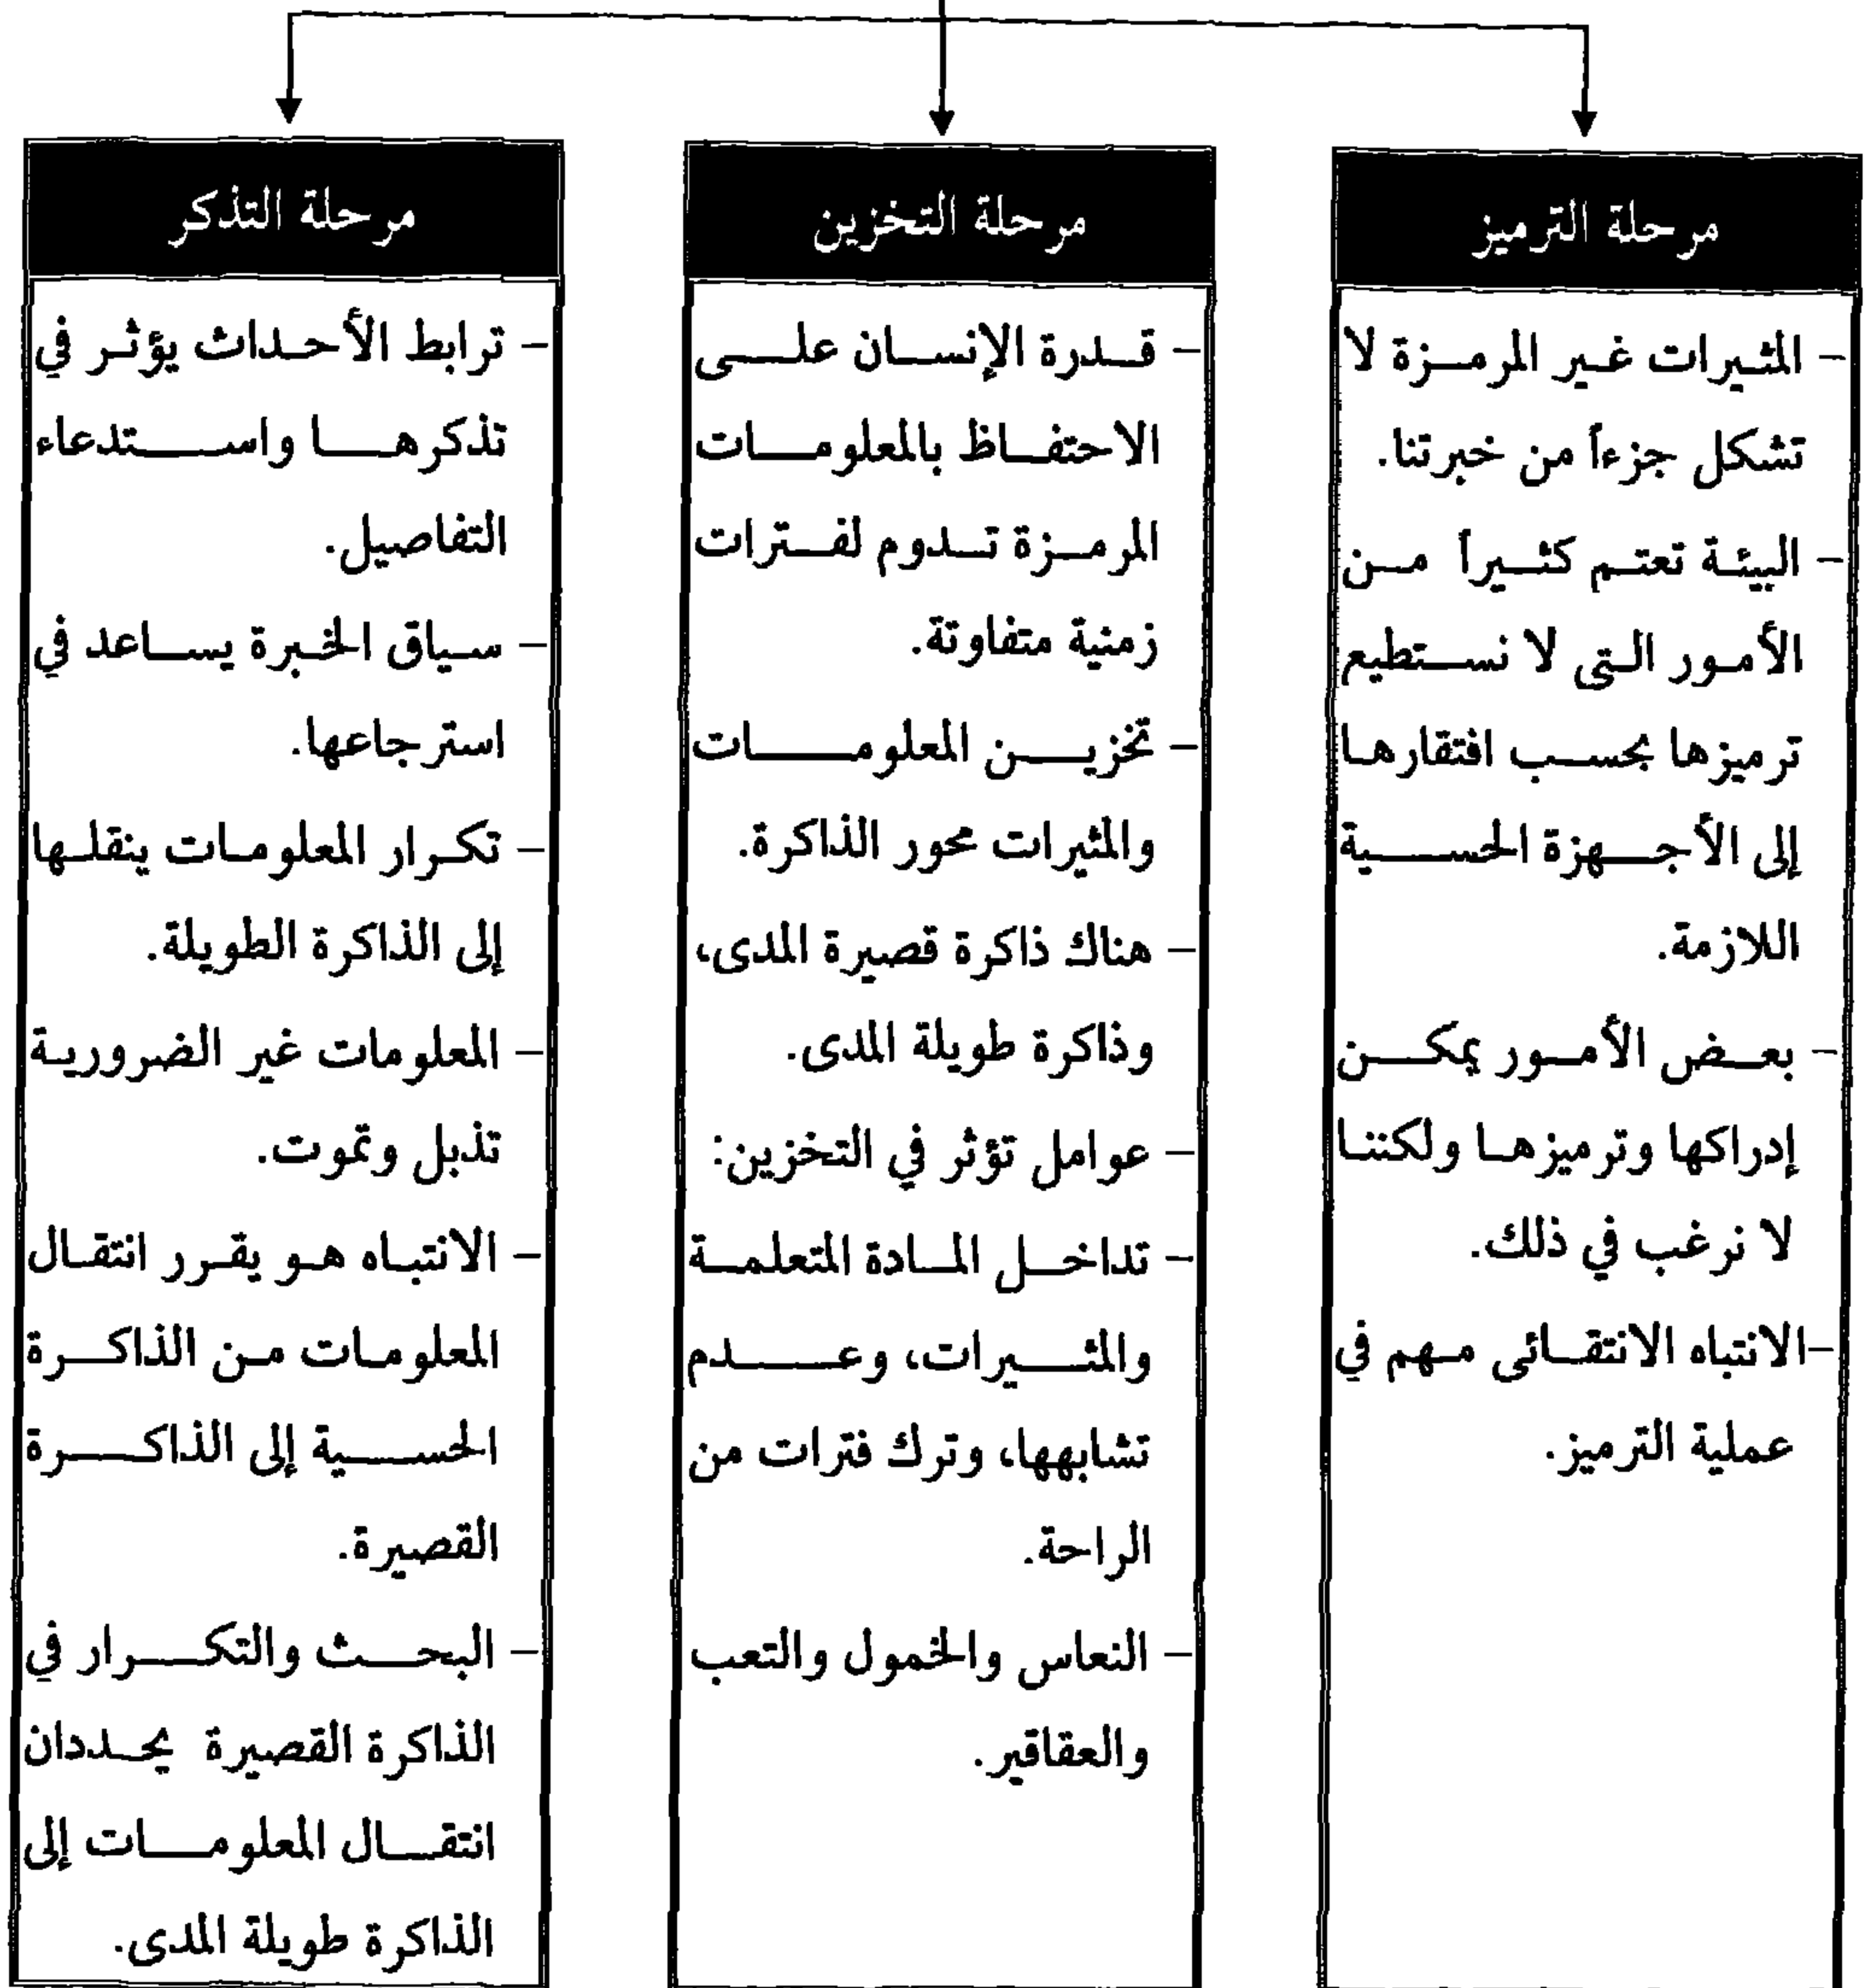 مرحلة الترميز
– المثيرات غير المرمزة لا
تشكل جزءاً من خبرتنا.
– البيئة تعتم كثيراً من
الأمور التى لا نستطيع
ترميزها بحسب افتقارها
إلى الأجهزة الحسية
اللازمة.
– بعض الأمور يمكن
إدراكها وترميزها ولكننا
لا نرغب في ذلك.
–الانتباه الانتقائى مهم في
عملية الترميز.
مرحلة التخزين
– قدرة الإنسان على
الاحتفاظ بالمعلومات
المرمزة تدوم لفترات
زمنية متفاوتة.
– تخزين المعلومات
والمثيرات محور الذاكرة.
– هناك ذاكرة قصيرة المدى،
وذاكرة طويلة المدى.
– عوامل تؤثر في التخزين:
– تداخل المادة المتعلمة
والمثيرات، وعدم
تشابهها، وترك فترات من
الراحة.
– النعاس والخمول والتعب
والعقاقير.
مرحلة التذكر
– ترابط الأحداث يؤثر في
تذكرها واستدعاء
التفاصيل.
– سياق الخبرة يساعد في
استرجاعها.
– تكرار المعلومات ينقلها
إلى الذاكرة الطويلة.
– المعلومات غير الضرورية
تذبل وتموت.
– الانتباه هو يقرر انتقال
المعلومات من الذاكرة
الحسية إلى الذاكرة
القصيرة.
– البحث والتكرار في
الذاكرة القصيرة يحددان
انتقال المعلومات إلى
الذاكرة طويلة المدى.